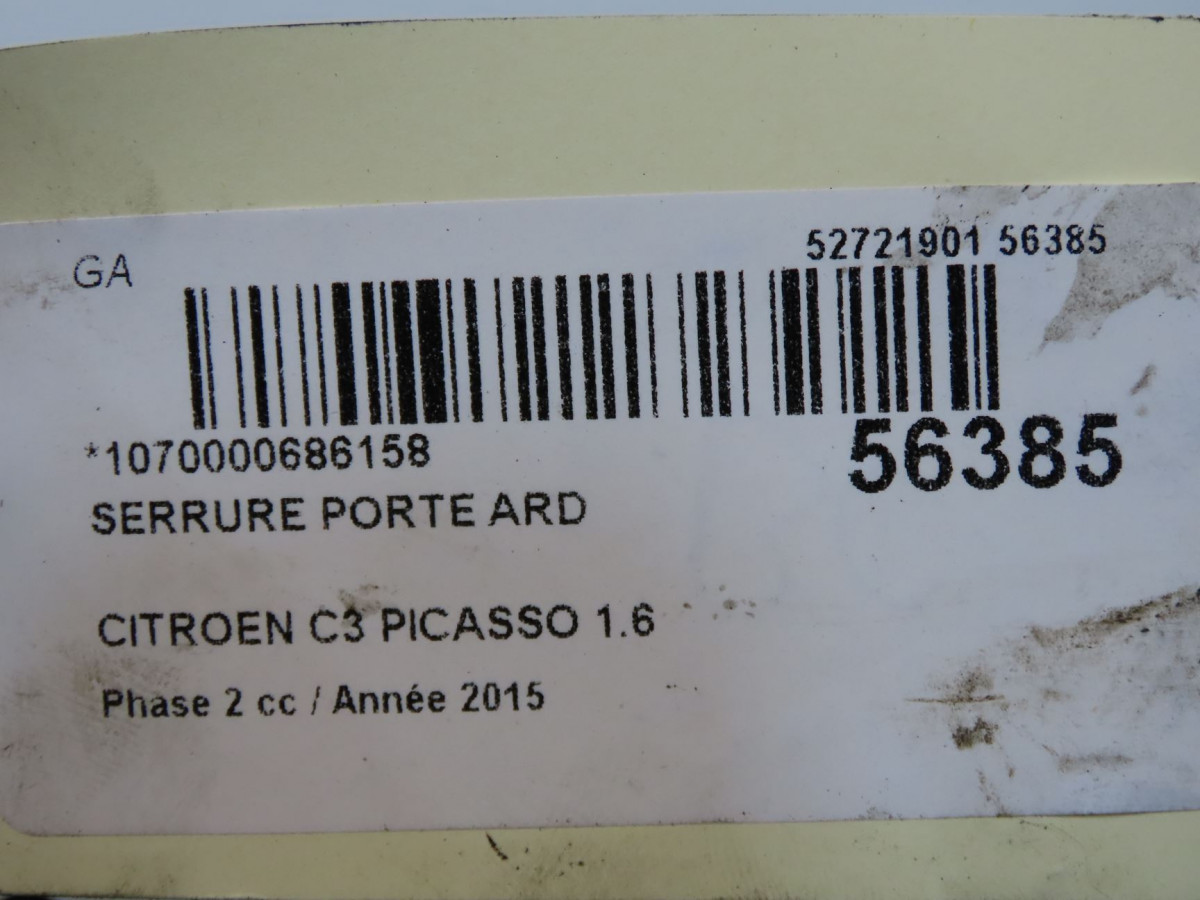 GA
52721901 56385
*1070000686158
56385
SERRURE PORTE ARD
CITROEN C3 PICASSO 1.6
Phase 2 cc / Année 2015